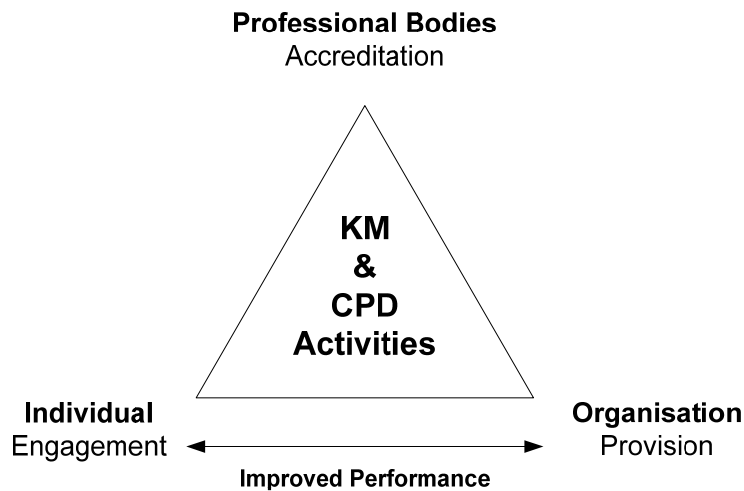 Professional Bodies
Accreditation
KM
&
CPD
Activities
Individual
Engagement
Organisation
Provision
Improved Performance